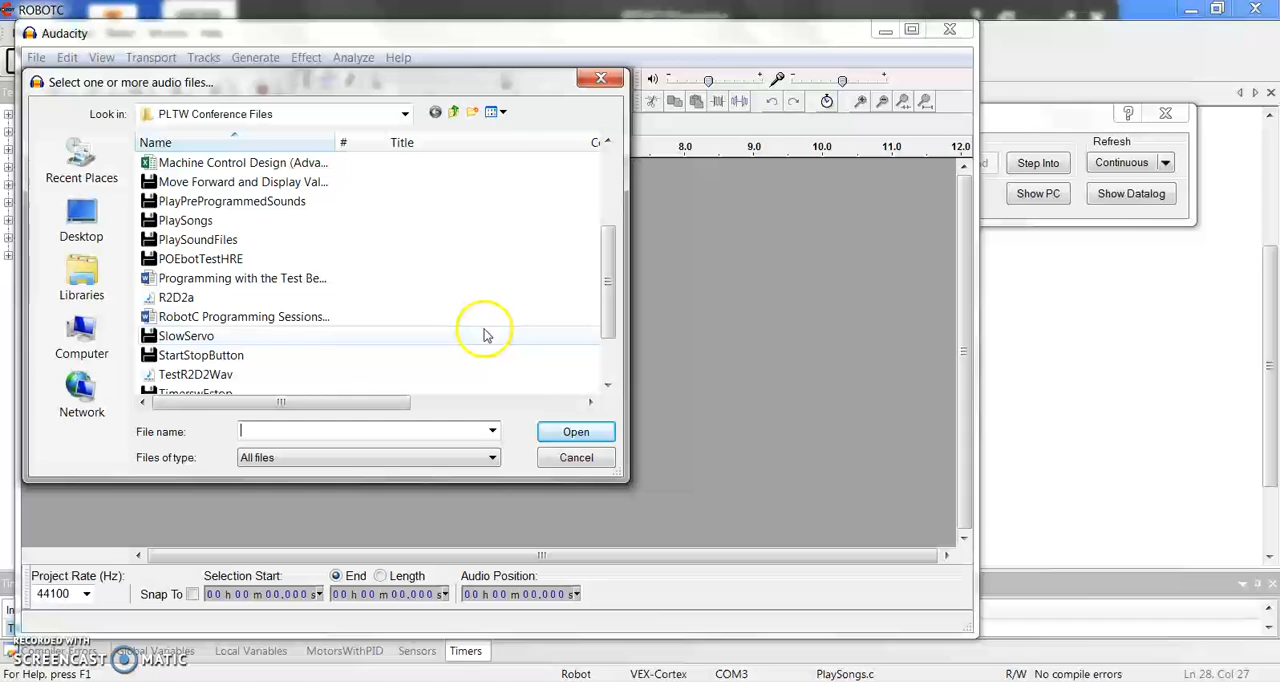 ROBOTC
Audacity
File Edit View Transport Tracks Generate Effect Analyze Help
Select one or more audio files...
Look in: PLTW Conference Files
Name # Title Co
Machine Control Design (Adva...
Move Forward and Display Val...
PlayPreProgrammedSounds
PlaySongs
PlaySoundFiles
POEbotTestHRE
Programming with the Test Be...
R2D2a
RobotC Programming Sessions...
SlowServo
StartStopButton
TestR2D2Wav
TimerswEstop
Recent Places
Desktop
Libraries
Computer
Network
File name:
Open
Files of type: All files
Cancel
8.0 9.0 10.0 11.0 12.0
Refresh
Step Into Continuous
Show PC Show Datalog
Project Rate (Hz):
44100
Snap To
Selection Start:
End Length
Audio Position:
00 h 00 m 00,000 s
00 h 00 m 00,000 s
00 h 00 m 00,000 s
Compiler Errors Global Variables Local Variables MotorsWithPID Sensors Timers
RECORDED WITH
SCREENCAST MATIC
For Help, press F1 Robot VEX-Cortex COM3 PlaySongs.c R/W No compile errors Ln 28, Col 27